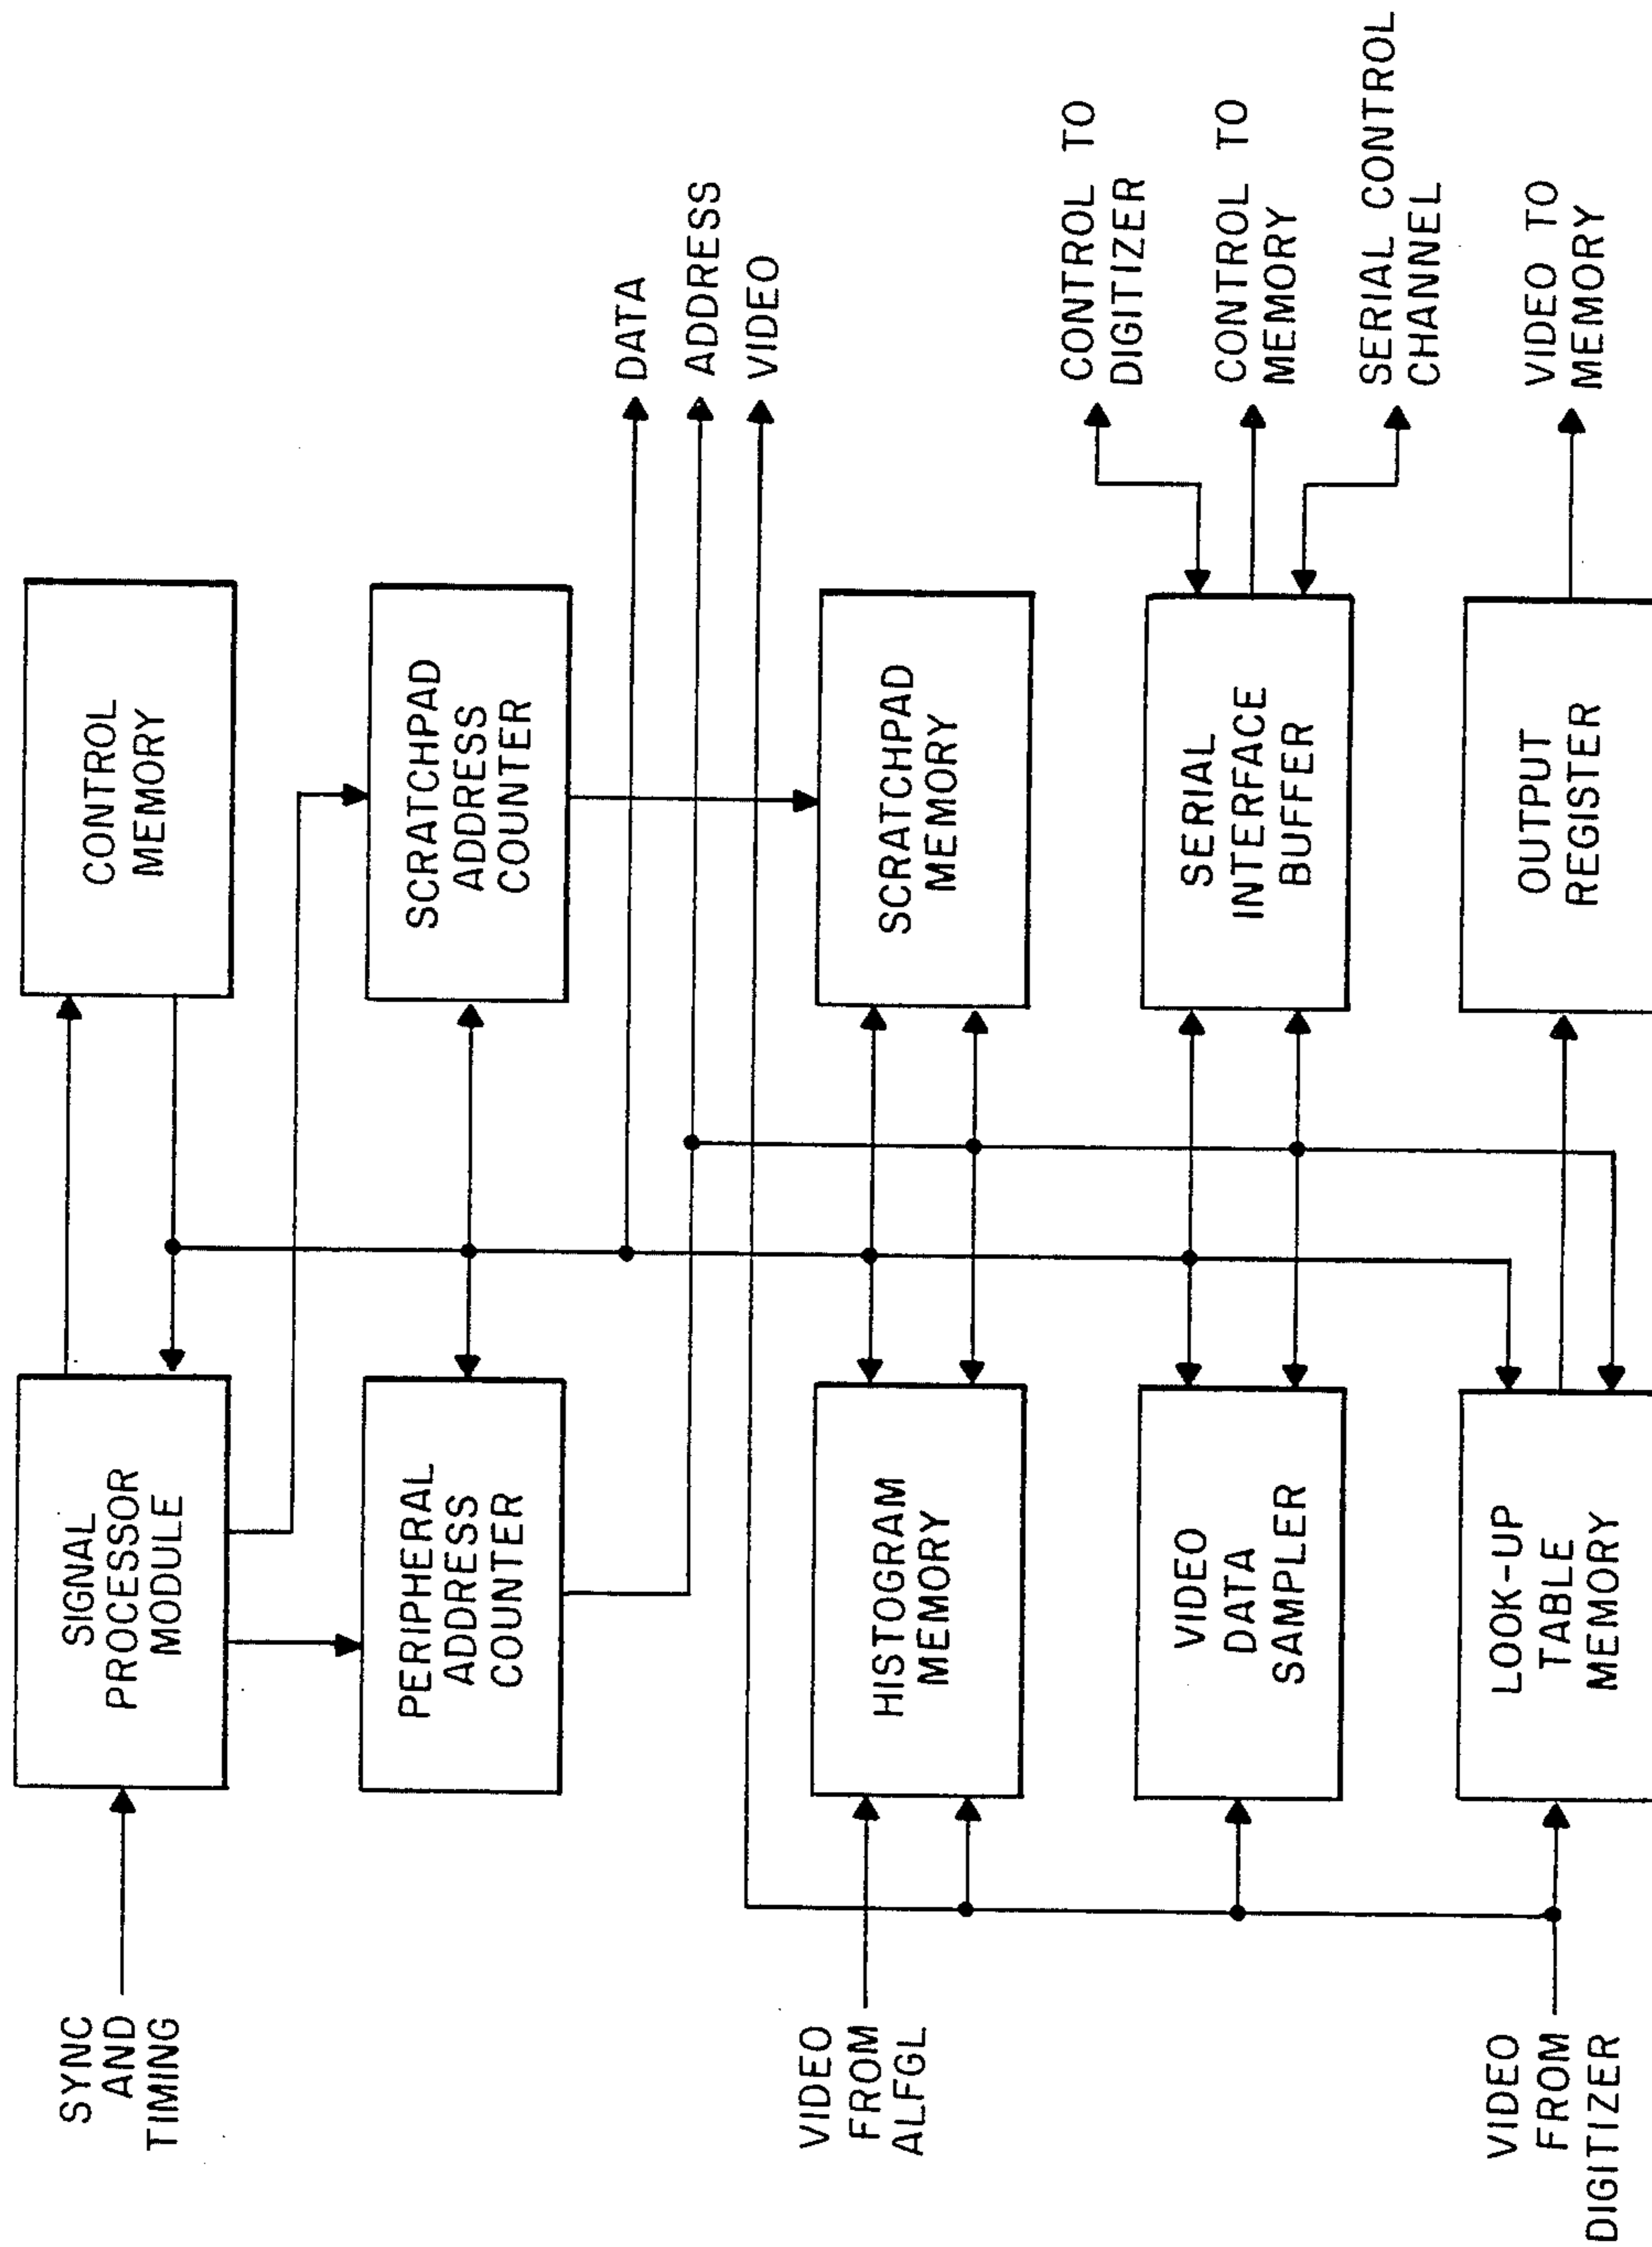 SYNC
AND
TIMING
SIGNAL
PROCESSOR
MODULE
CONTROL
MEMORY
PERIPHERAL
ADDRESS
COUNTER
SCRATCHPAD
ADDRESS
COUNTER
DATA
ADDRESS
VIDEO
VIDEO
FROM
ALFGL
HISTOGRAM
MEMORY
SCRATCHPAD
MEMORY
VIDEO
DATA
SAMPLER
SERIAL
INTERFACE
BUFFER
CONTROL TO
DIGITIZER
CONTROL TO
MEMORY
SERIAL CONTROL
CHANNEL
VIDEO
FROM
DIGITIZER
LOOK-UP
TABLE
MEMORY
OUTPUT
REGISTER
VIDEO TO
MEMORY